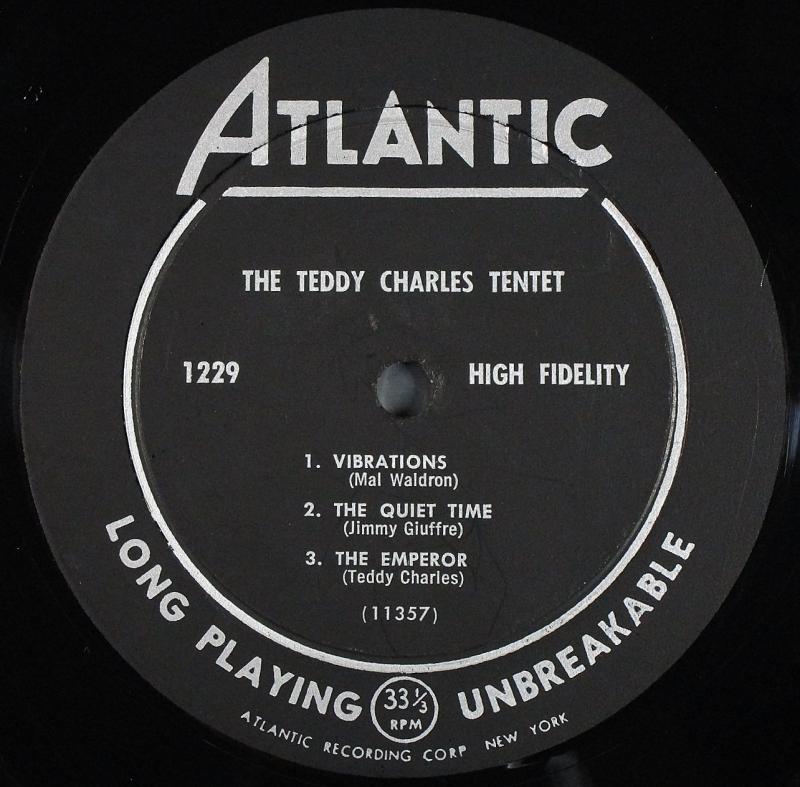 ATLANTIC
THE TEDDY CHARLES TENTET
1229
HIGH FIDELITY
1. VIBRATIONS
(Mal Waldron)
2. THE QUIET TIME
(Jimmy Giuffre)
3. THE EMPEROR
(Teddy Charles)
(11357)
LONG PLAYING 33 1/3 RPM UNBREAKABLE
ATLANTIC RECORDING CORP NEW YORK